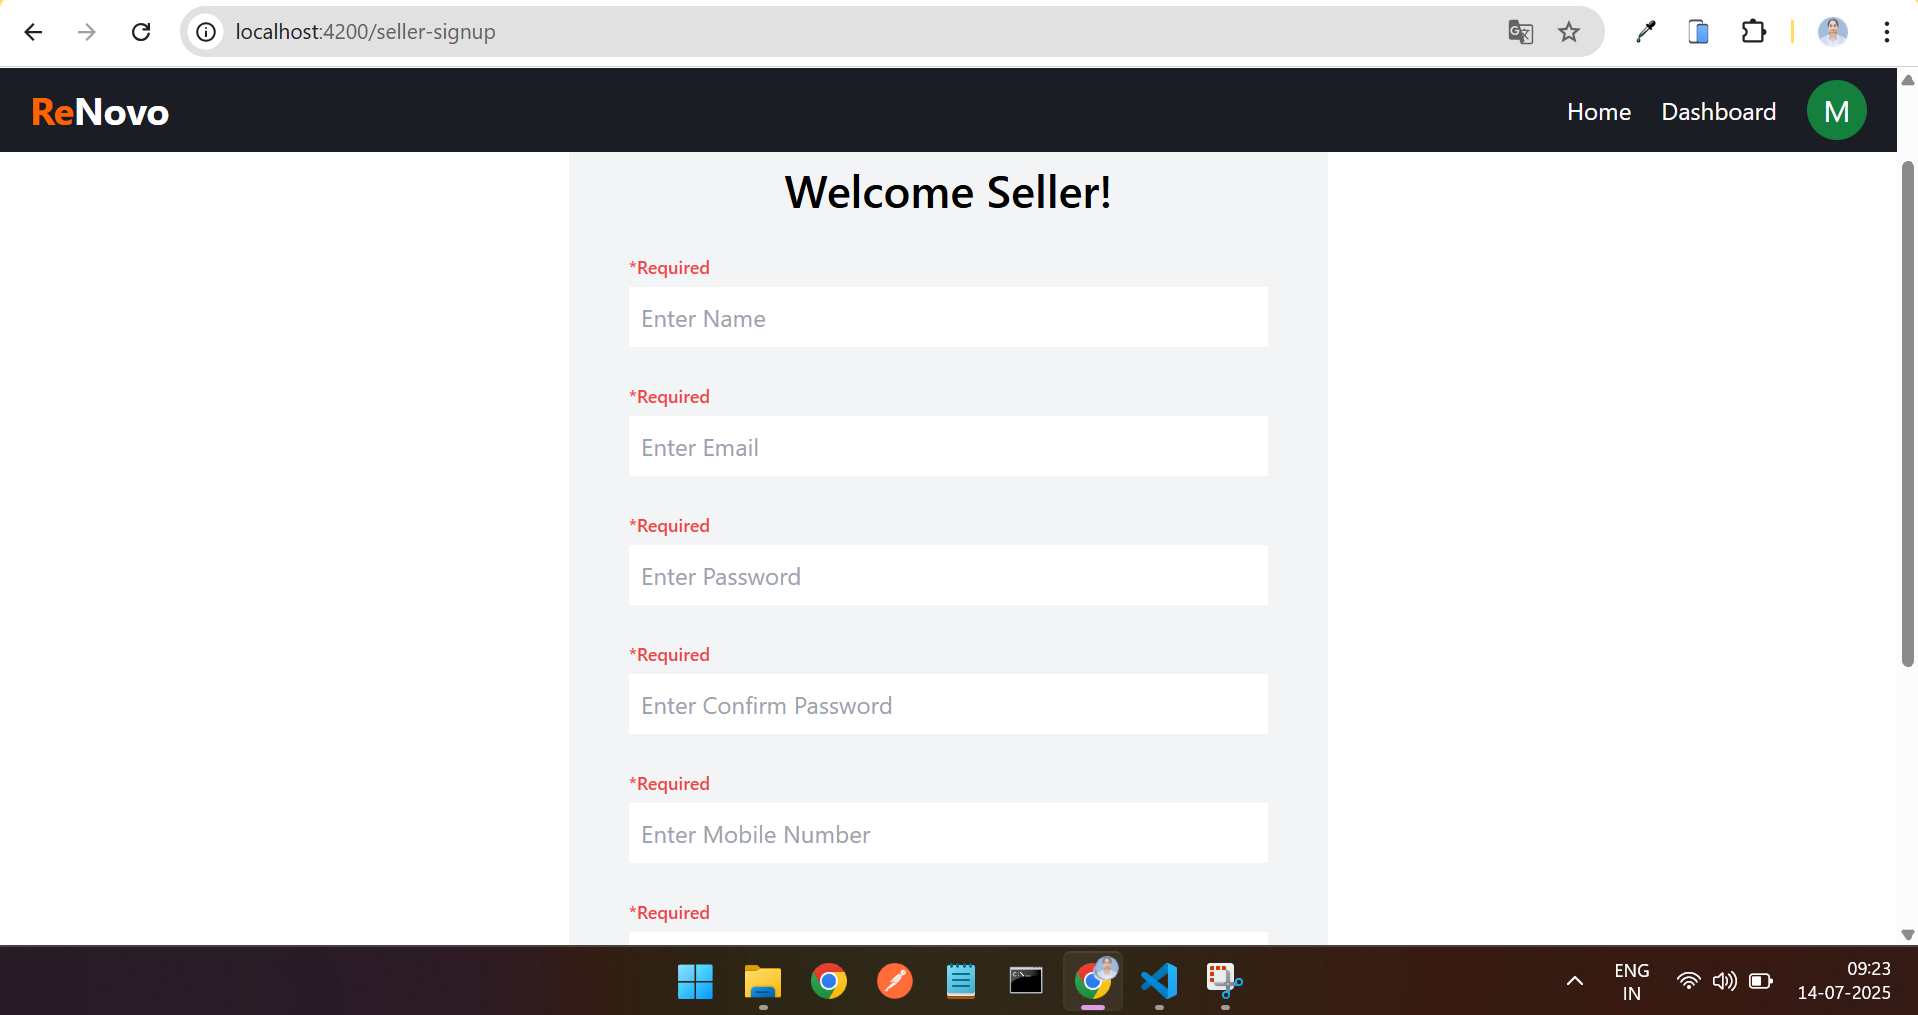 localhost:4200/seller-signup
ReNovo
Home Dashboard M
Welcome Seller!
*Required
Enter Name
*Required
Enter Email
*Required
Enter Password
*Required
Enter Confirm Password
*Required
Enter Mobile Number
*Required
ENG
IN
09:23
14-07-2025